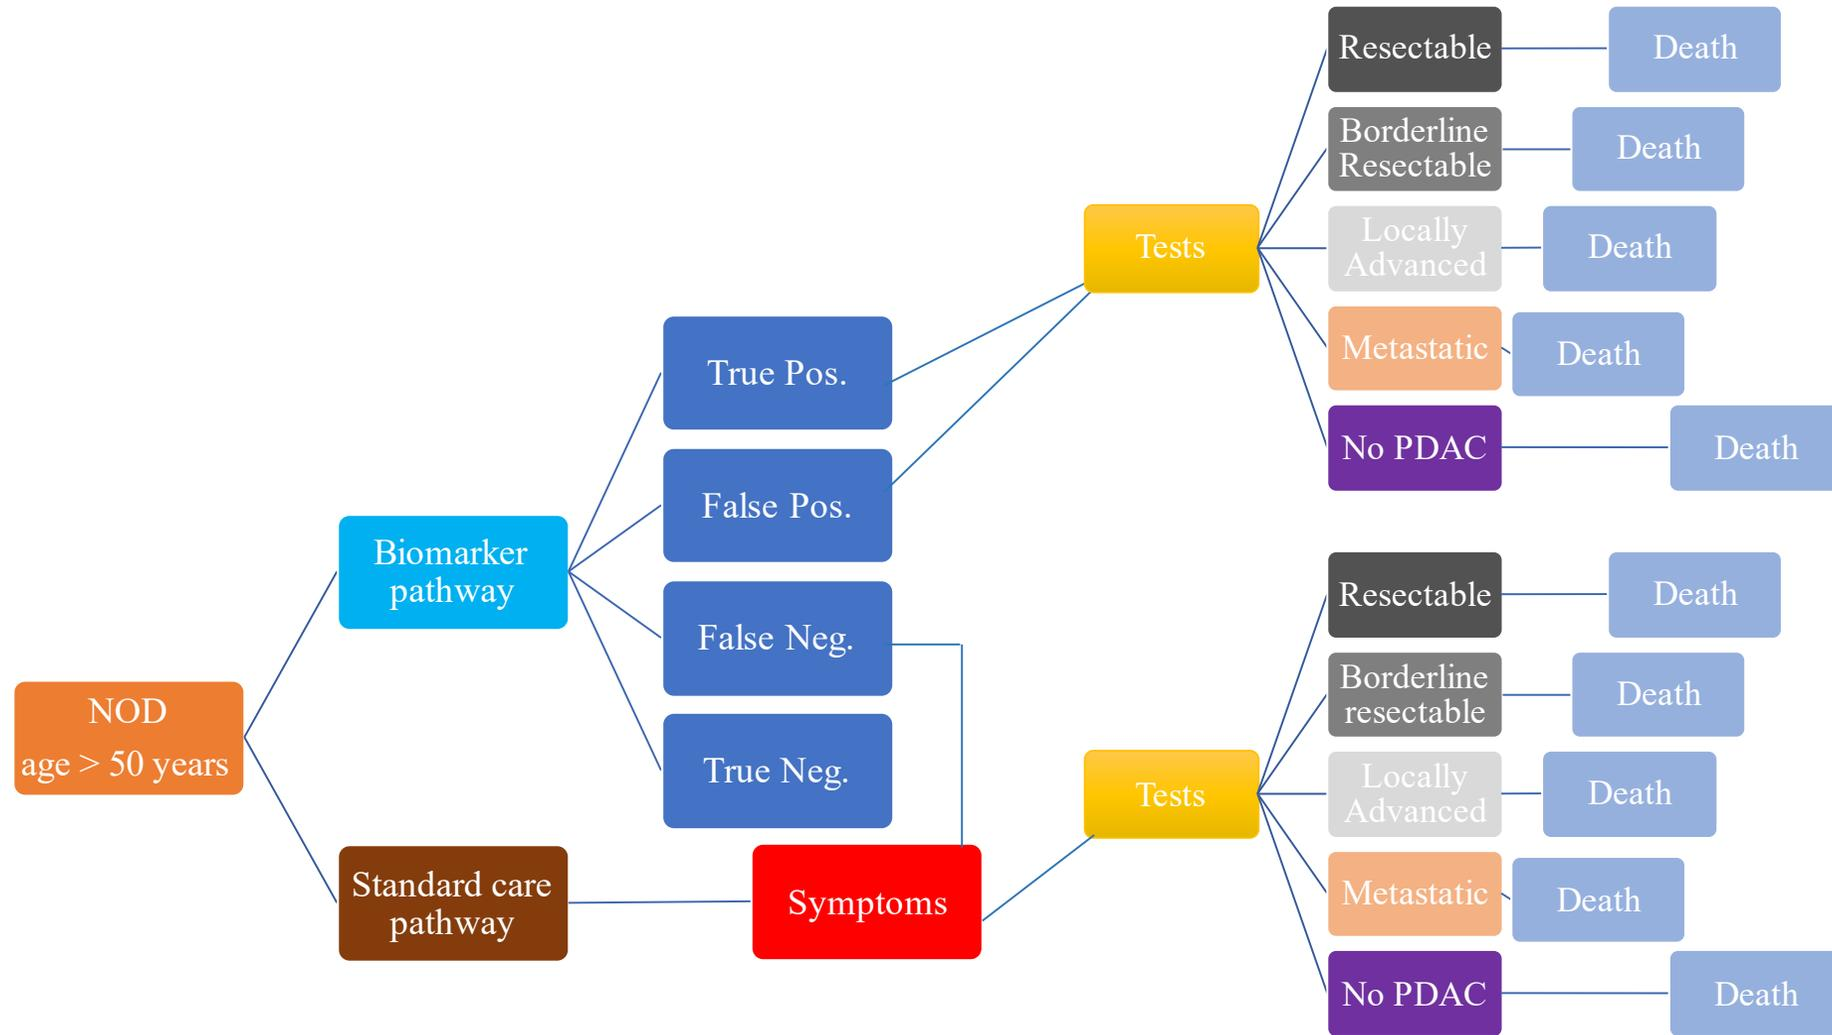 NOD
age > 50 years
Biomarker
pathway
Standard care
pathway
True Pos.
False Pos.
False Neg.
True Neg.
Symptoms
Tests
Resectable
Death
Borderline
Resectable
Death
Locally
Advanced
Death
Metastatic
Death
No PDAC
Death
Tests
Resectable
Death
Borderline
resectable
Death
Locally
Advanced
Death
Metastatic
Death
No PDAC
Death